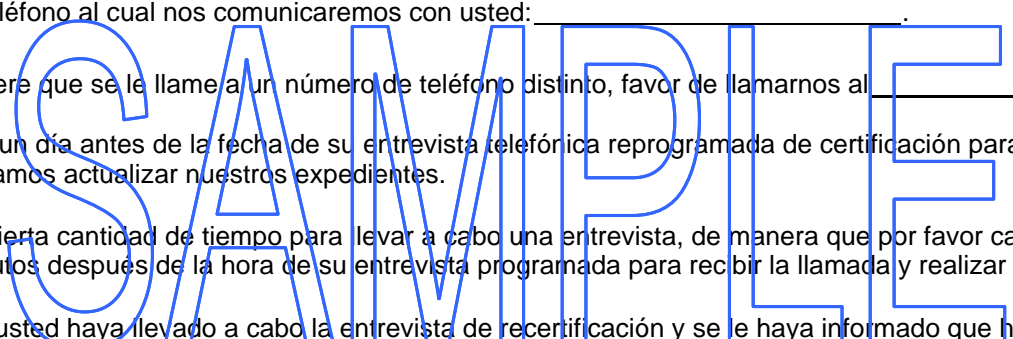 léfono al cual nos comunicaremos con usted: .
ere que se le llame a un número de teléfono distinto, favor de llamarnos al
un día antes de la fecha de su entrevista telefónica reprogramada de certificación para
amos actualizar nuestros expedientes.
ierta cantidad de tiempo para llevar a cabo una entrevista, de manera que por favor ca
utos después de la hora de su entrevista programada para recibir la llamada y realizar
usted haya llevado a cabo la entrevista de recertificación y se le haya informado que h
SAMPLE